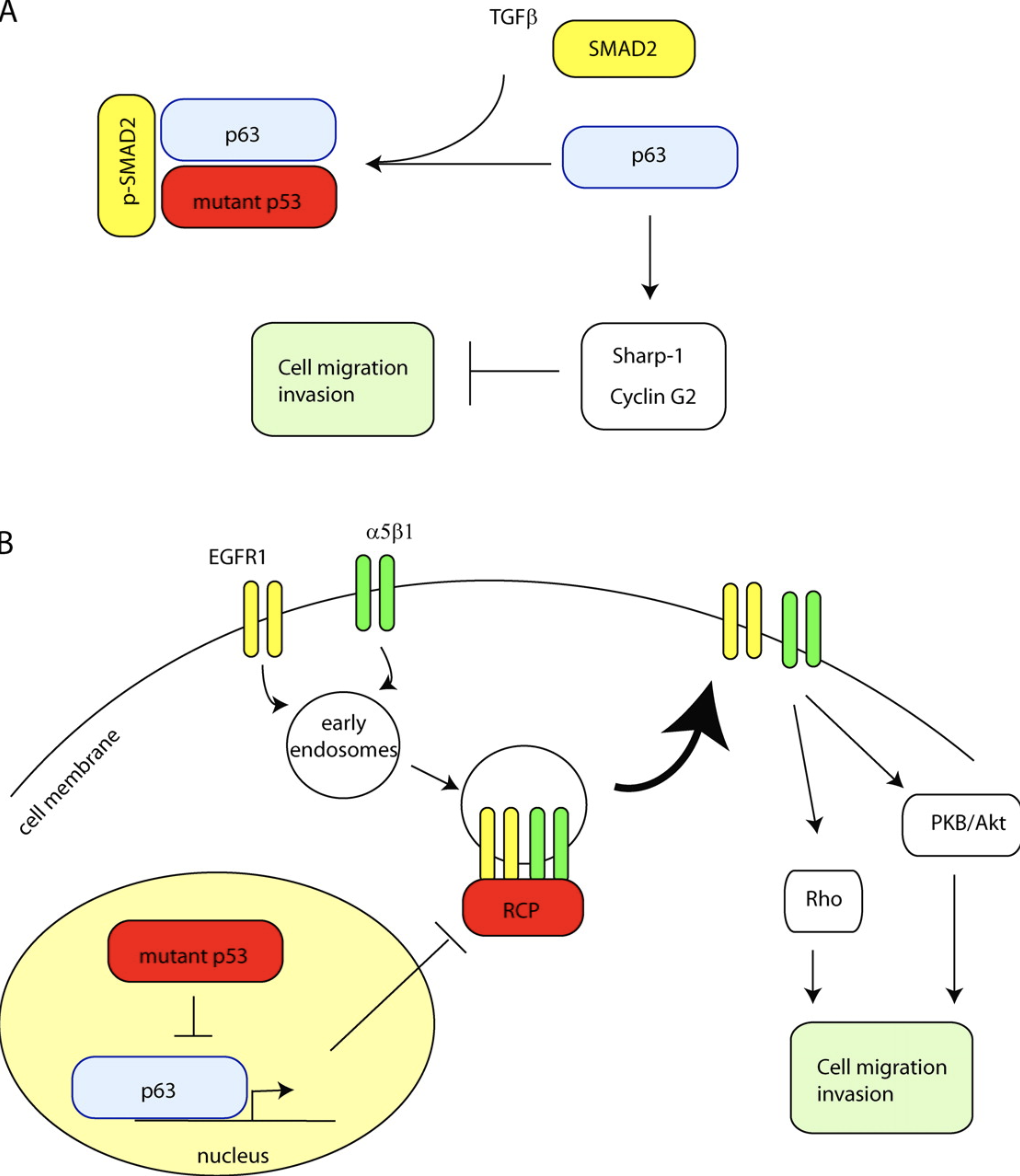 A
TGFβ
SMAD2
p-SMAD2
p63
mutant p53
p63
Cell migration
invasion
Sharp-1
Cyclin G2
B
EGFR1
α5β1
cell membrane
early
endosomes
RCP
PKB/Akt
Rho
mutant p53
p63
nucleus
Cell migration
invasion